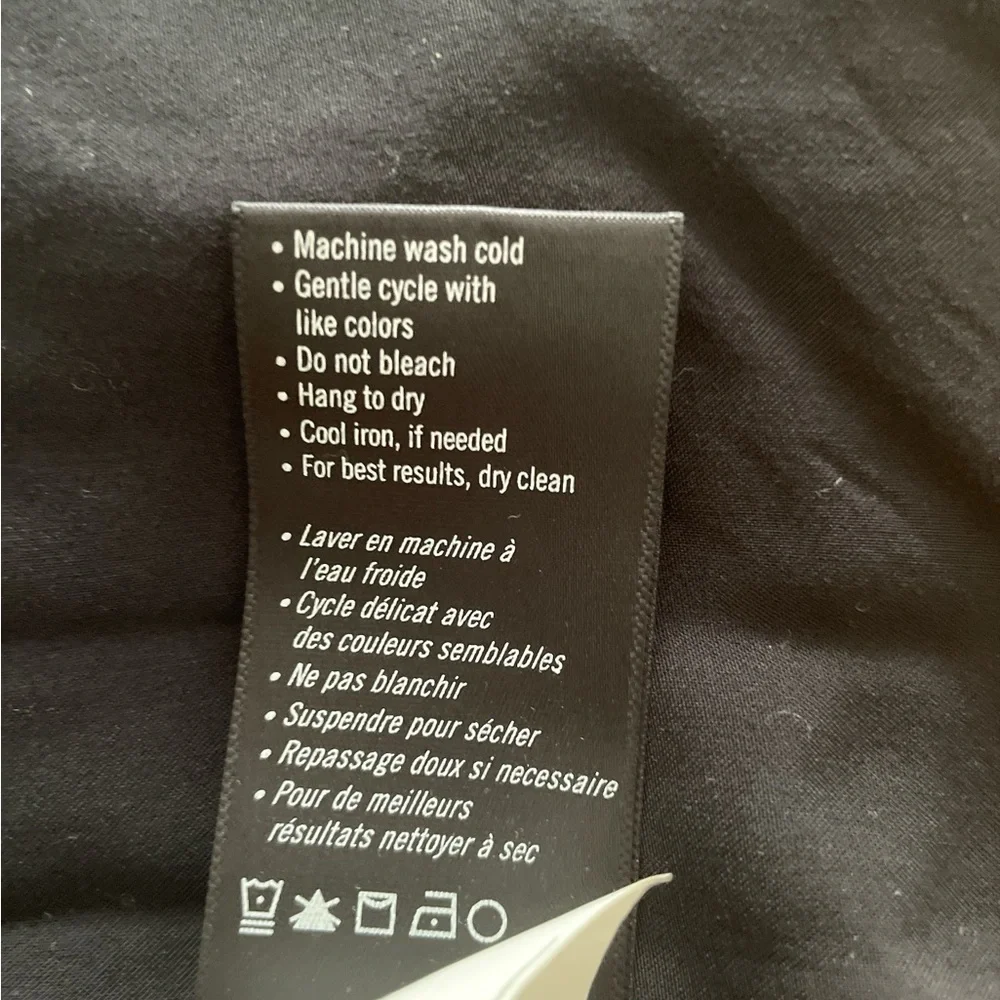 • Machine wash cold
• Gentle cycle with
like colors
• Do not bleach
• Hang to dry
• Cool iron, if needed
• For best results, dry clean
• Laver en machine à
l'eau froide
• Cycle délicat avec
des couleurs semblables
• Ne pas blanchir
• Suspendre pour sécher
• Repassage doux si necessaire
• Pour de meilleurs
résultats nettoyer à sec